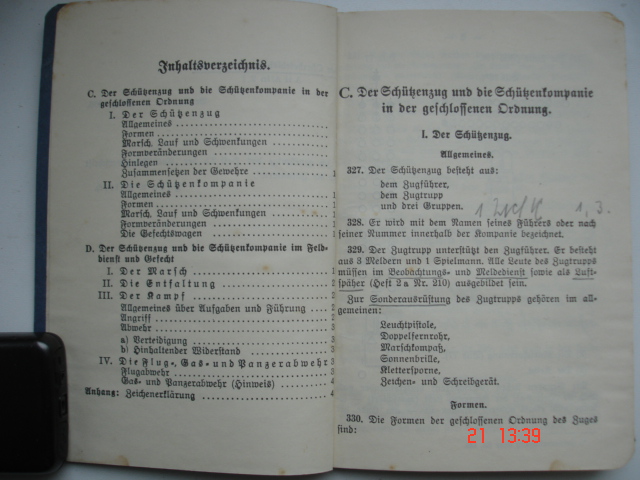 Inhaltsverzeichnis.
C. Der Schützenzug und die Schützenkompanie in der
geschlossenen Ordnung
I. Der Schützenzug
Allgemeines
Formen
Marsch, Lauf und Schwenkungen
Formveränderungen
Hinlegen
Zusammensetzen der Gewehre
II. Die Schützenkompanie
Allgemeines
Formen
Marsch, Lauf und Schwenkungen
Formveränderungen
Die Gefechtswagen
D. Der Schützenzug und die Schützenkompanie im Feld-
dienst und Gefecht
I. Der Marsch
II. Die Entfaltung
III. Der Kampf
Allgemeines über Aufgaben und Führung
Angriff
Abwehr
a) Verteidigung
b) Hinhaltender Widerstand
IV. Die Flug-, Gas- und Panzerabwehr
Flugabwehr
Gas- und Panzerabwehr (Hinweis)
Anhang: Zeichenerklärung
C. Der Schützenzug und die Schützenkompanie
in der geschlossenen Ordnung.
I. Der Schützenzug.
Allgemeines.
327. Der Schützenzug besteht aus:
dem Zugführer,
dem Zugtrupp
und drei Gruppen.
1, 3.
328. Er wird mit dem Namen seines Führers oder nach
seiner Nummer innerhalb der Kompanie bezeichnet.
329. Der Zugtrupp unterstützt den Zugführer. Er besteht
aus 3 Meldern und 1 Spielmann. Alle Leute des Zugtrupps
müssen im Beobachtungs- und Meldedienst sowie als Luft-
späher (Heft 2a Nr. 210) ausgebildet sein.
Zur Sonderausrüstung des Zugtrupps gehören im all-
gemeinen:
Leuchtpistole,
Doppelfernrohr,
Marschkompaß,
Sonnenbrille,
Klettersporne,
Zeichen- und Schreibgerät.
Formen.
330. Die Formen der geschlossenen Ordnung des Zuges
sind:
21 13:39